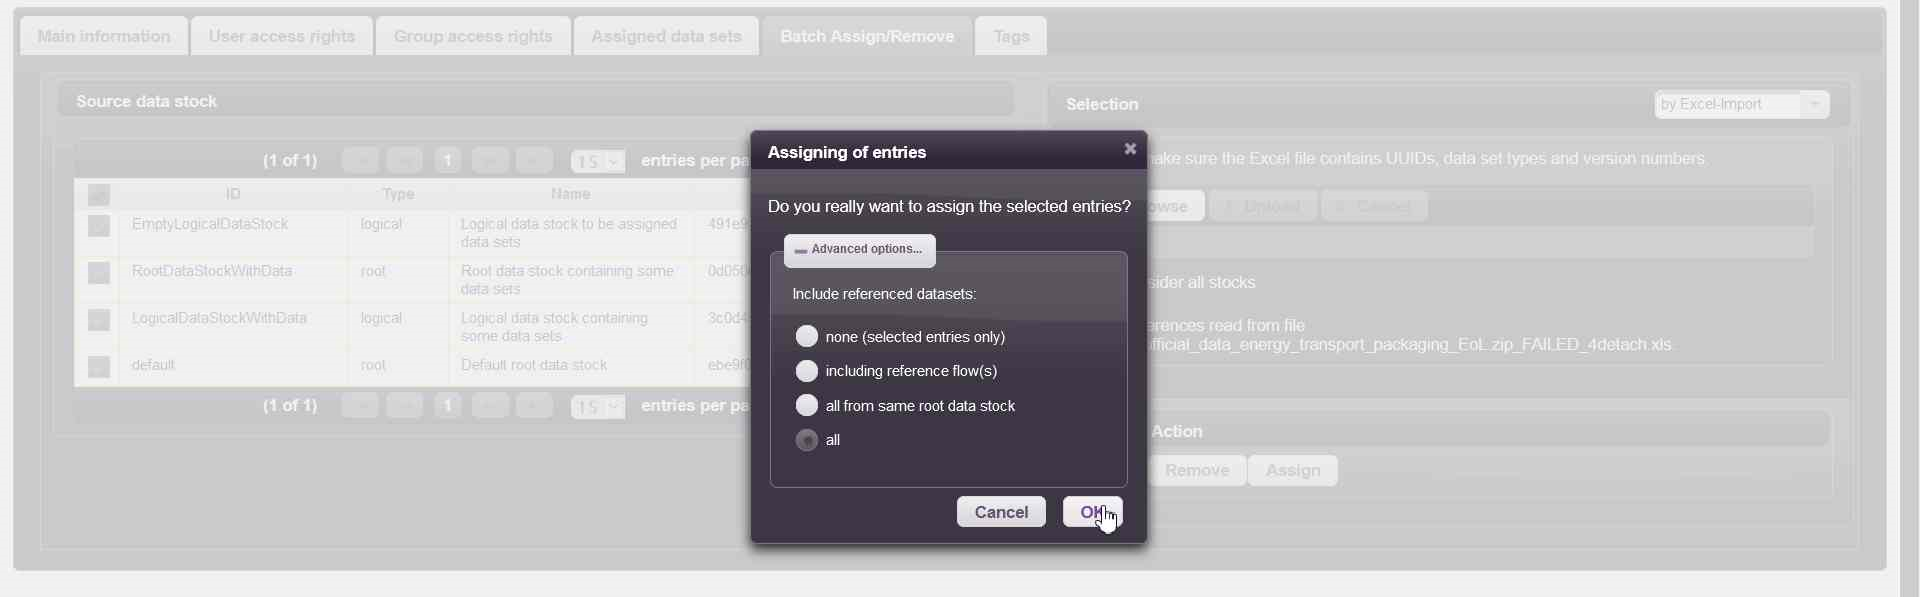 Main information
User access rights
Group access rights
Assigned data sets
Batch Assign/Remove
Tags
Source data stock
(1 of 1)
1
15
entries per pa
ID
Type
Name
EmptyLogicalDataStock
logical
Logical data stock to be assigned
data sets
491e9
RootDataStockWithData
root
Root data stock containing some
data sets
0d050
LogicalDataStockWithData
logical
Logical data stock containing
some data sets
3c0d4
default
root
Default root data stock
ebe9f0
(1 of 1)
1
15
entries per pa
Selection
by Excel-Import
ake sure the Excel file contains UUIDs, data set types and version numbers.
owse
Upload
Cancel
sider all stocks
erences read from file
official_data_energy_transport_packaging_EoL.zip_FAILED_4detach.xls.
Action
Remove
Assign
Assigning of entries
Do you really want to assign the selected entries?
Advanced options...
Include referenced datasets:
none (selected entries only)
including reference flow(s)
all from same root data stock
all
Cancel
OK